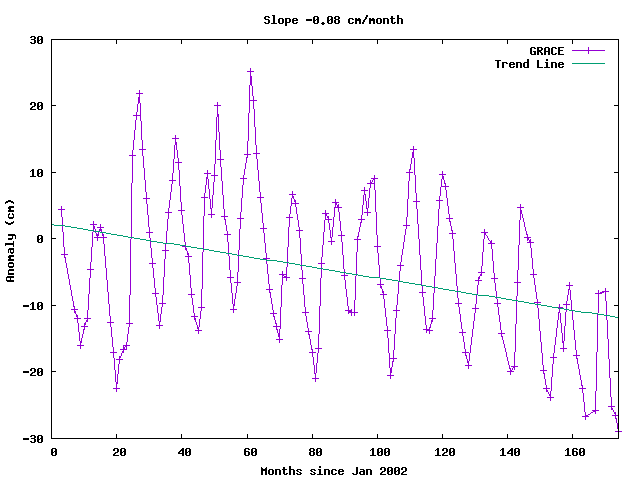 Slope -0.08 cm/month
GRACE
Trend Line
Anomaly (cm)
30
20
10
0
-10
-20
-30
0 20 40 60 80 100 120 140 160
Months since Jan 2002